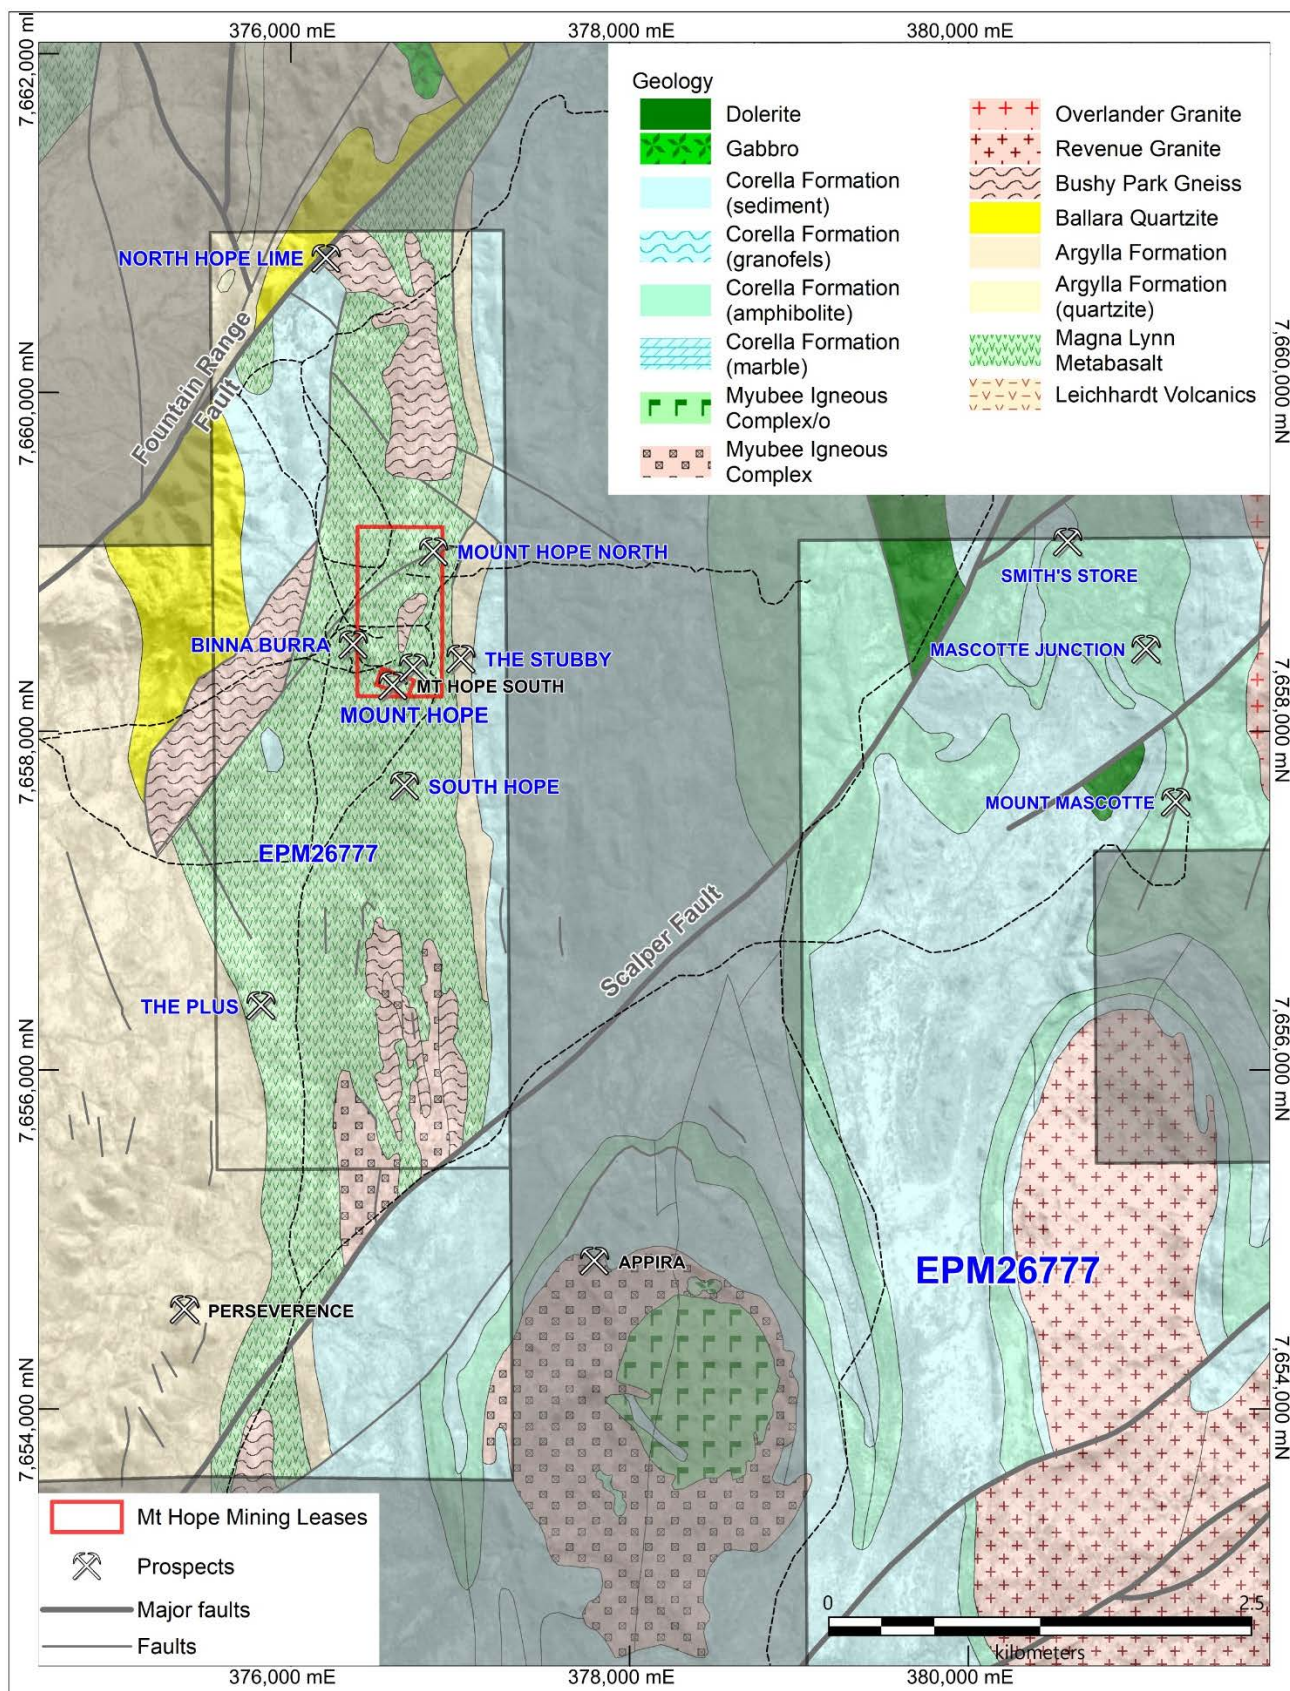 376,000 mE
378,000 mE
380,000 mE
7,662,000 ml
Geology
Dolerite
Gabbro
Corella Formation
(sediment)
Corella Formation
(granofels)
Corella Formation
(amphibolite)
Corella Formation
(marble)
Myubee Igneous
Complex/o
Myubee Igneous
Complex
Overlander Granite
Revenue Granite
Bushy Park Gneiss
Ballara Quartzite
Argylla Formation
Argylla Formation
(quartzite)
Magna Lynn
Metabasalt
Leichhardt Volcanics
NORTH HOPE LIME
Fountain Range
Fault
7,660,000 mN
7,660,000 mN
MOUNT HOPE NORTH
SMITH'S STORE
BINNA BURRA
THE STUBBY
MASCOTTE JUNCTION
MT HOPE SOUTH
MOUNT HOPE
7,658,000 mN
7,658,000 mN
SOUTH HOPE
MOUNT MASCOTTE
EPM26777
Scalper Fault
THE PLUS
7,656,000 mN
7,656,000 mN
APPIRA
EPM26777
PERSEVERENCE
7,654,000 mN
7,654,000 mN
Mt Hope Mining Leases
Prospects
Major faults
Faults
0
2.5
kilometers
376,000 mE
378,000 mE
380,000 mE